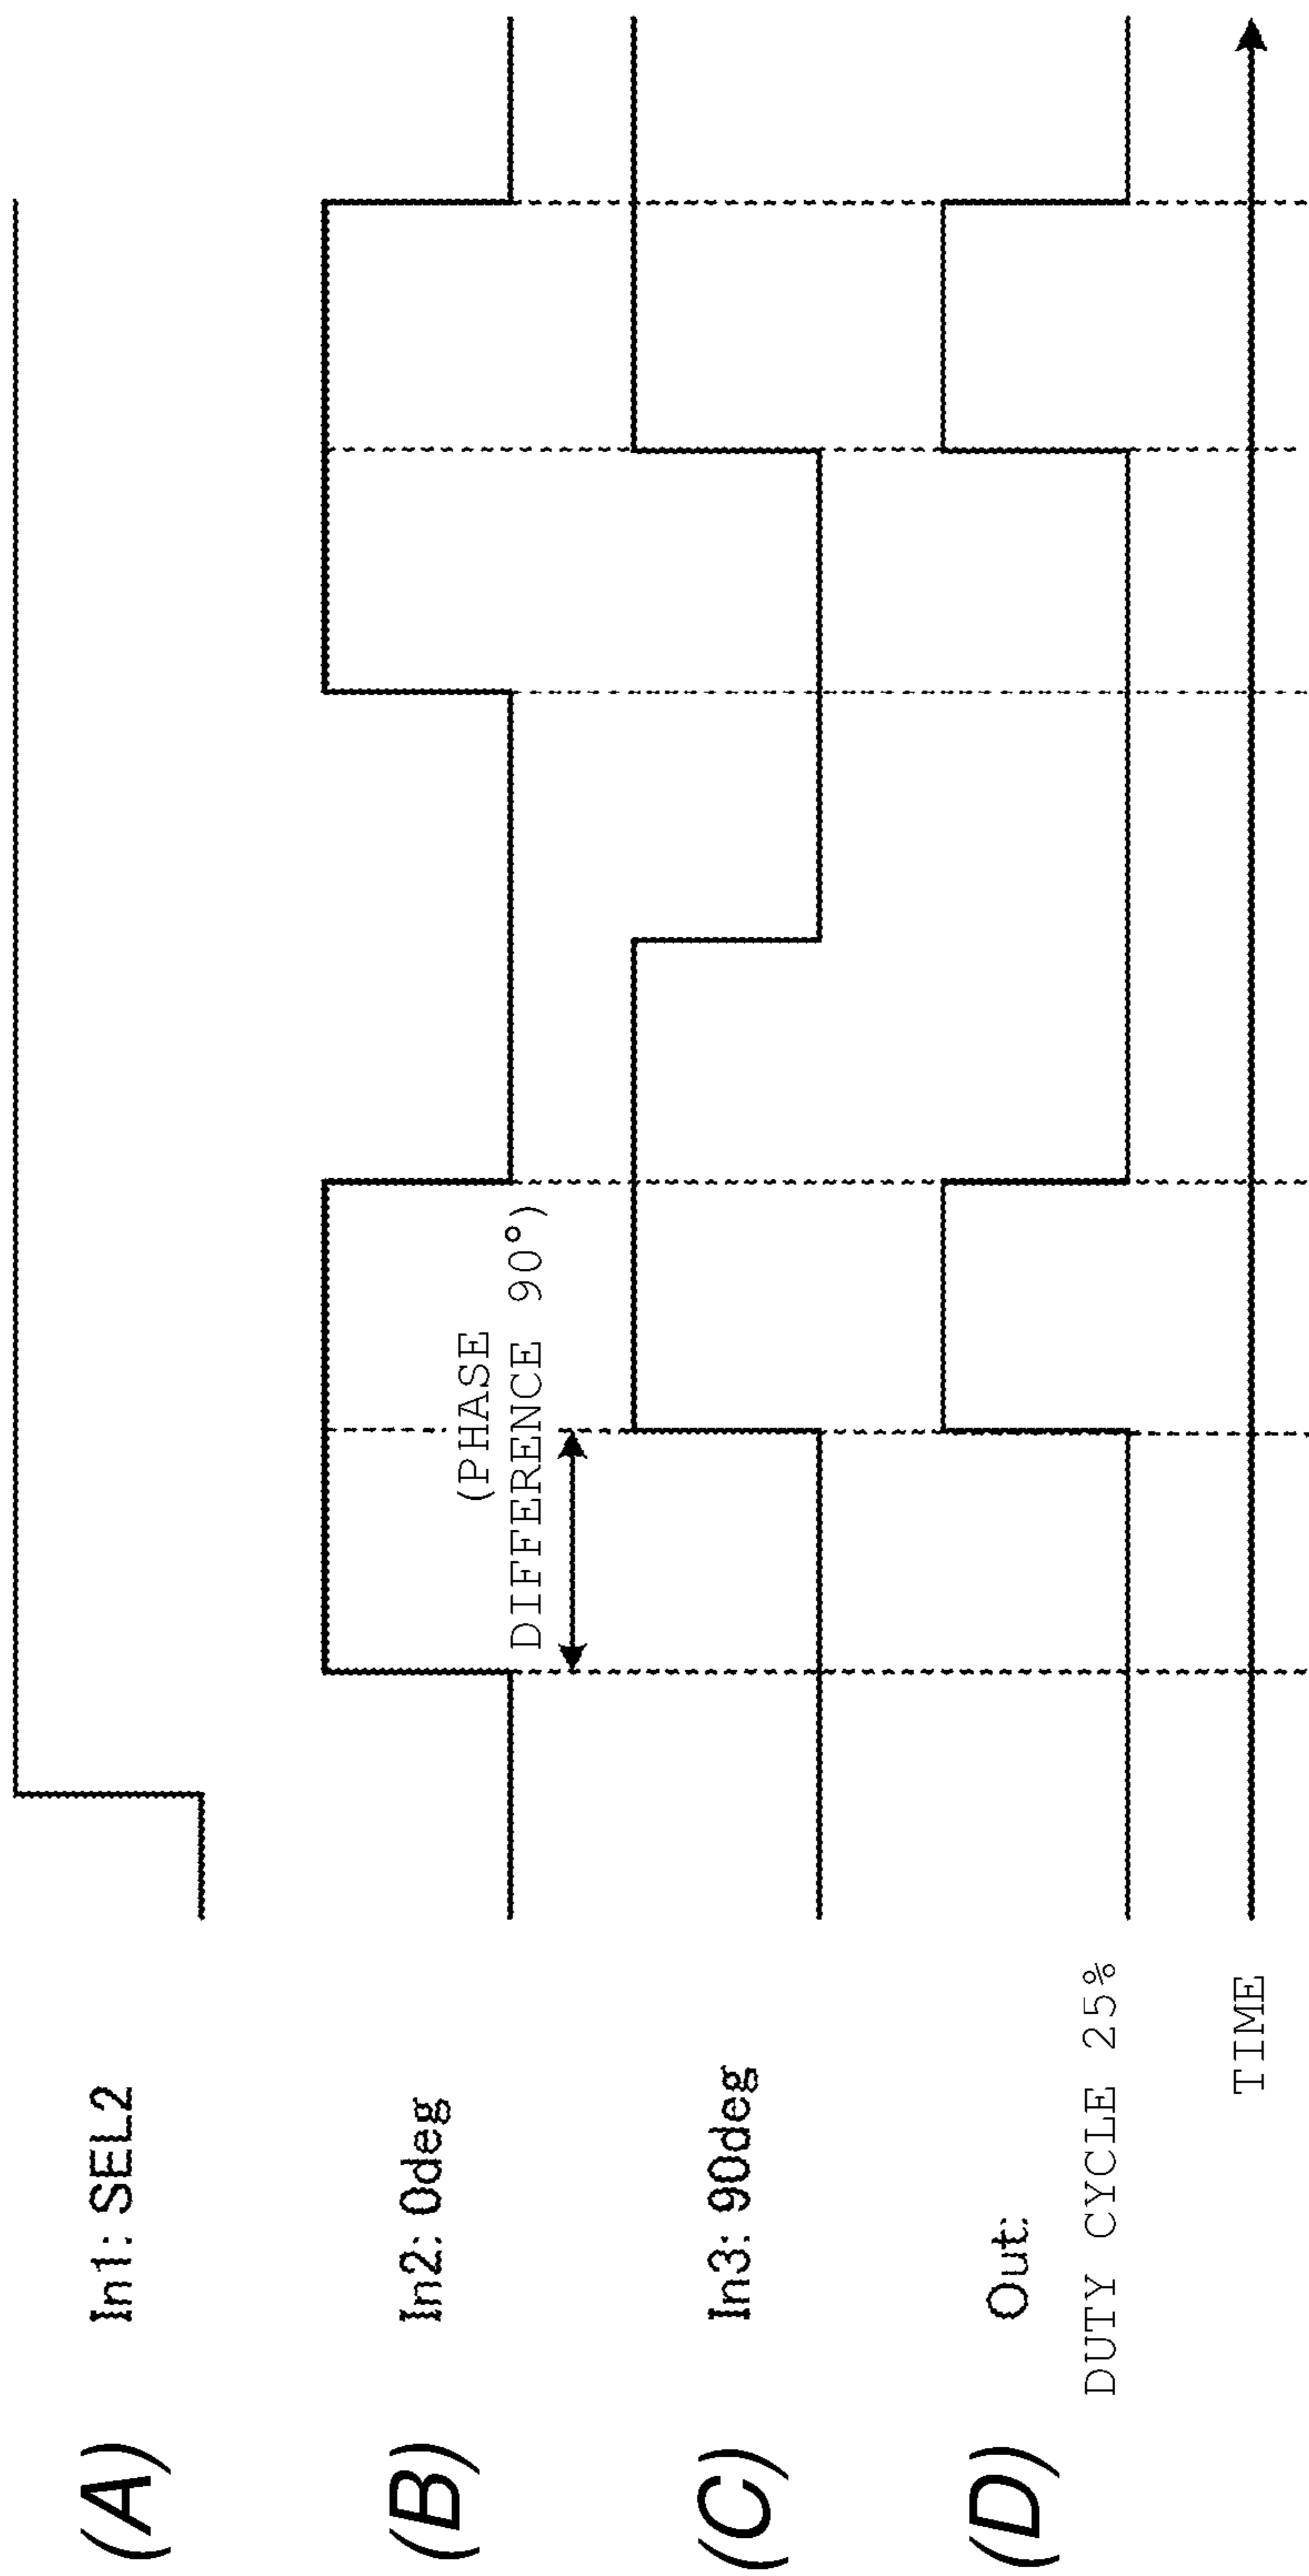 (A) In1: SEL2
(B) In2: 0deg
(PHASE
DIFFERENCE 90°)
(C) In3: 90deg
(D) Out:
DUTY CYCLE 25%
TIME